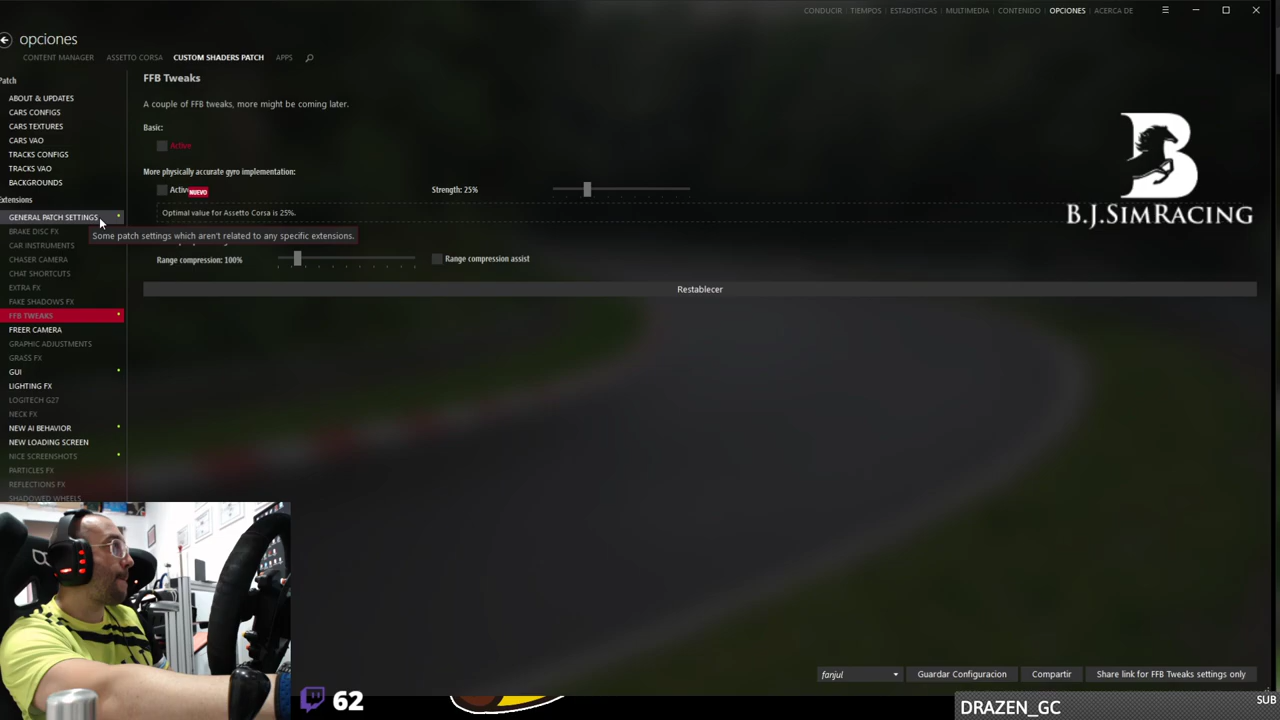 CONDUCIR TIEMPOS ESTADISTICAS MULTIMEDIA CONTENIDO OPCIONES ACERCA DE
opciones
CONTENT MANAGER ASSETTO CORSA CUSTOM SHADERS PATCH APPS
Patch
ABOUT & UPDATES
CARS CONFIGS
CARS TEXTURES
CARS VAO
TRACKS CONFIGS
TRACKS VAO
BACKGROUNDS
Extensions
GENERAL PATCH SETTINGS
BRAKE DISC FX
CAR INSTRUMENTS
CHASER CAMERA
CHAT SHORTCUTS
EXTRA FX
FAKE SHADOWS FX
FFB TWEAKS
FREER CAMERA
GRAPHIC ADJUSTMENTS
GRASS FX
GUI
LIGHTING FX
LOGITECH G27
NECK FX
NEW AI BEHAVIOR
NEW LOADING SCREEN
NICE SCREENSHOTS
PARTICLES FX
REFLECTIONS FX
SHADOWED WHEELS
FFB Tweaks
A couple of FFB tweaks, more might be coming later.
Basic:
Active
More physically accurate gyro implementation:
Active NUEVO Strength: 25%
Optimal value for Assetto Corsa is 25%.
Some patch settings which aren't related to any specific extensions.
Range compression: 100% Range compression assist
Restablecer
B
B.J.SimRacing
fanjul Guardar Configuracion Compartir Share link for FFB Tweaks settings only
62
DRAZEN_GC
SUB